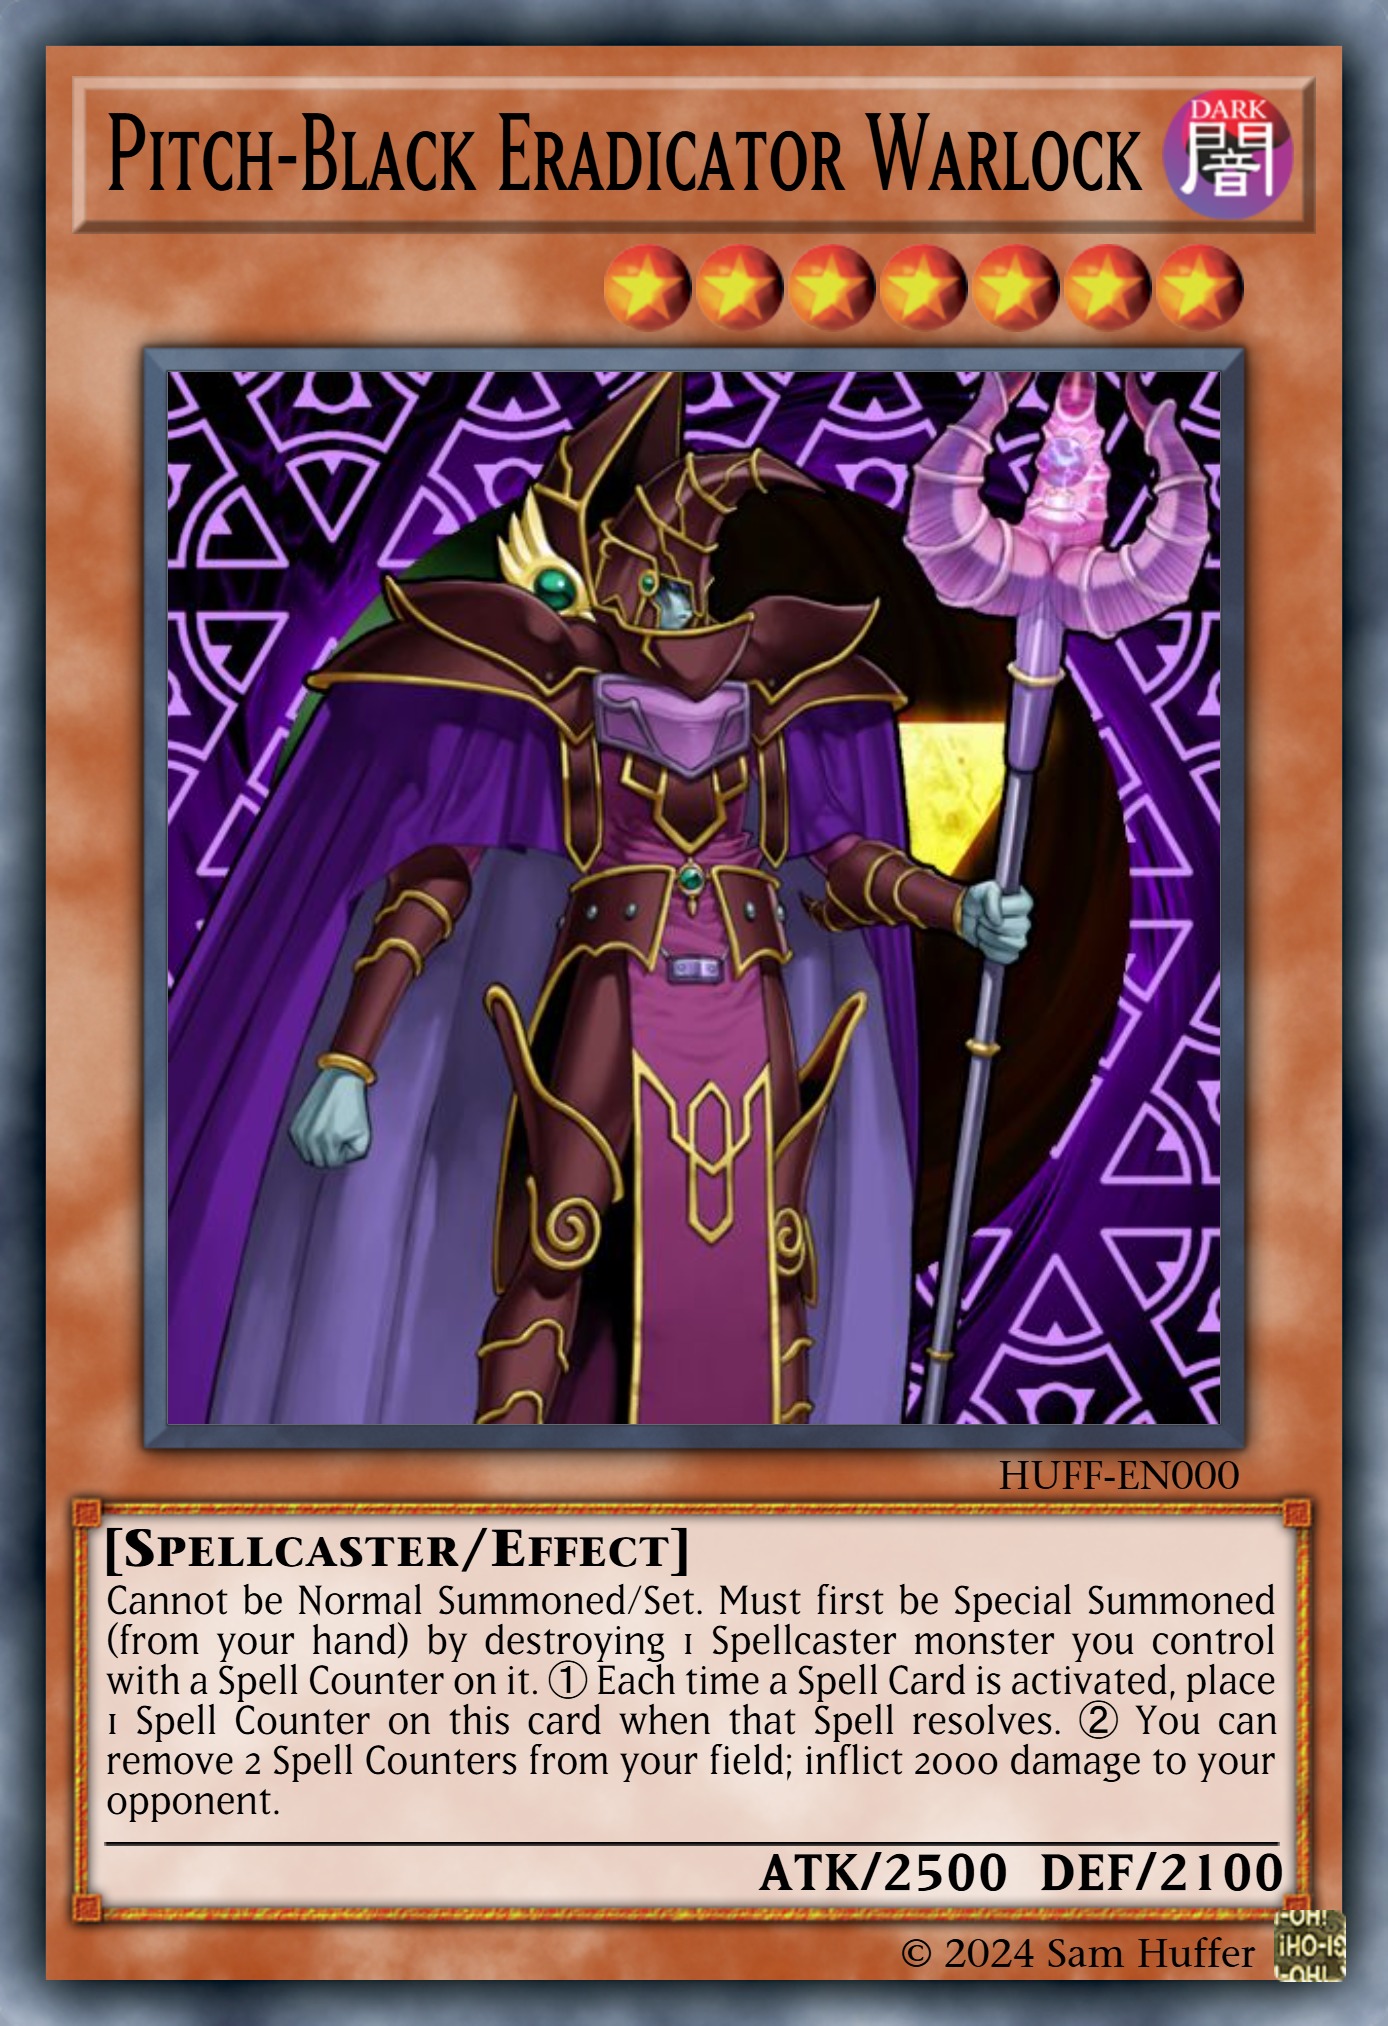 Pitch-Black Eradicator Warlock
DARK
闇
HUFF-EN000
[Spellcaster/Effect]
Cannot be Normal Summoned/Set. Must first be Special Summoned
(from your hand) by destroying 1 Spellcaster monster you control
with a Spell Counter on it. ① Each time a Spell Card is activated, place
1 Spell Counter on this card when that Spell resolves. ② You can
remove 2 Spell Counters from your field; inflict 2000 damage to your
opponent.
ATK/2500 DEF/2100
© 2024 Sam Huffer